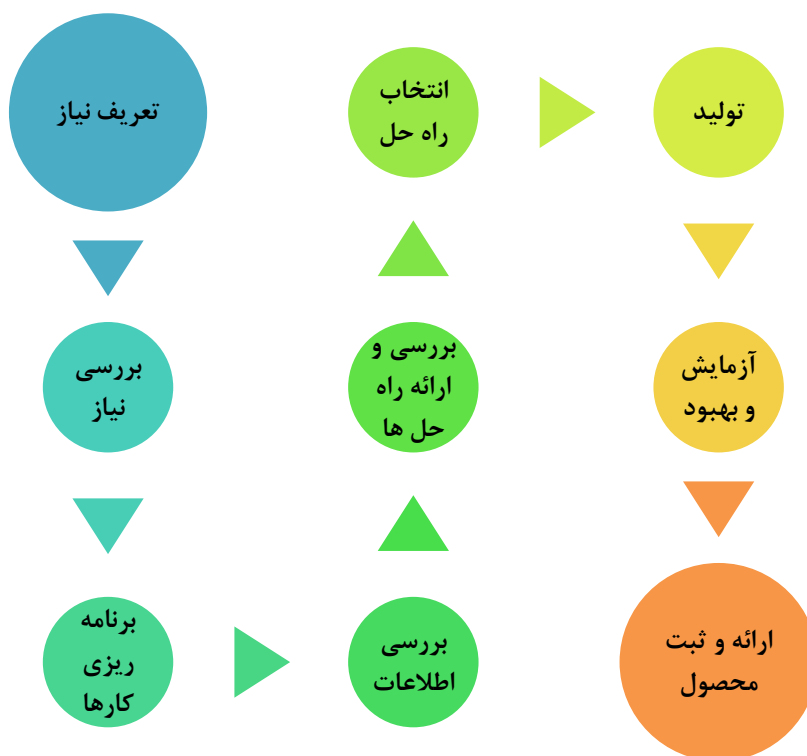 تعریف نیاز
بررسی
نیاز
برنامه
ریزی
کارها
بررسی
اطلاعات
بررسی و
ارائه راه
حل ها
انتخاب
راه حل
تولید
آزمایش
و بهبود
ارائه و ثبت
محصول